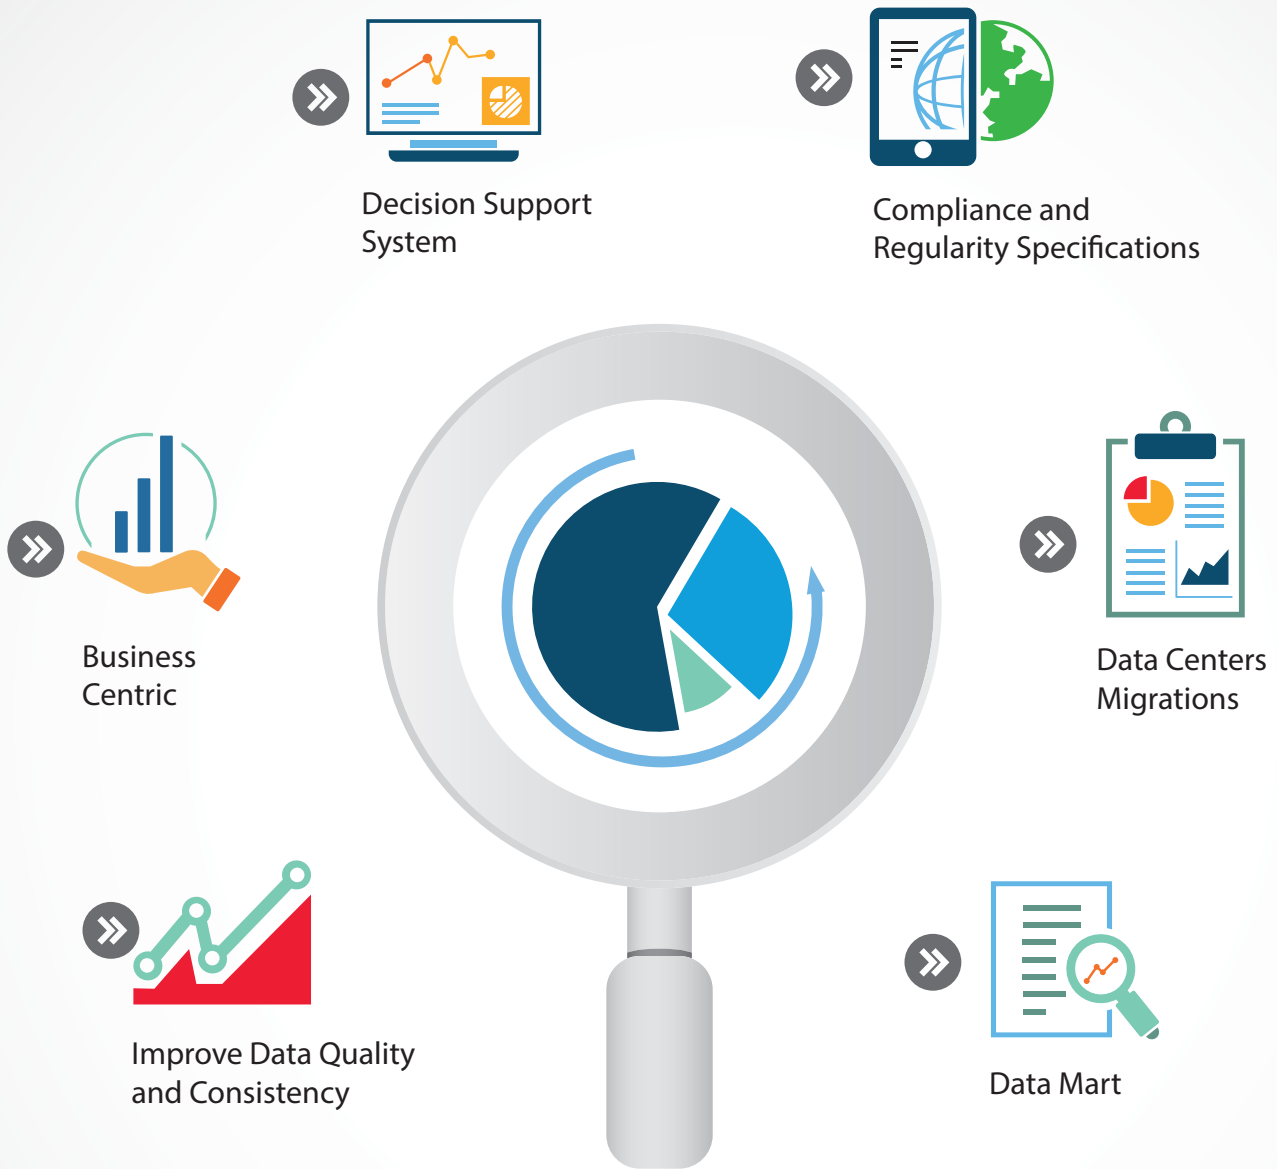 Decision Support
System
Compliance and
Regularity Specifications
Business
Centric
Data Centers
Migrations
Improve Data Quality
and Consistency
Data Mart